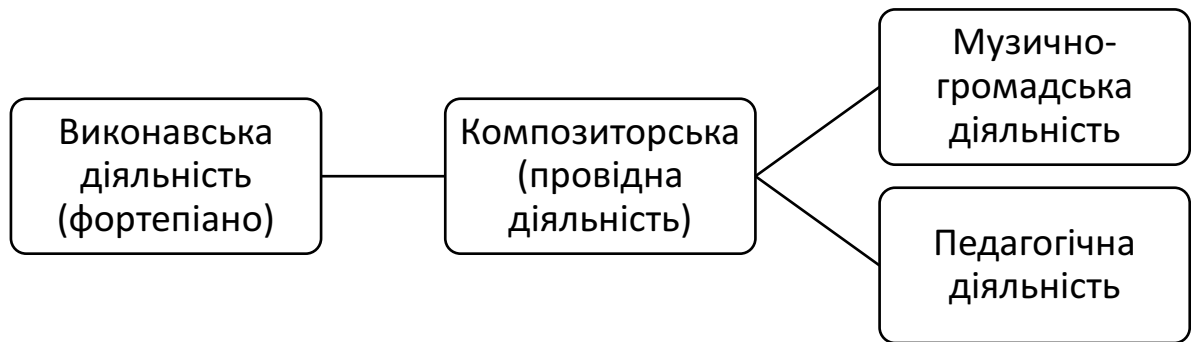 Виконавська
діяльність
(фортепіано)
Композиторська
(провідна
діяльність)
Музично-
громадська
діяльність
Педагогічна
діяльність